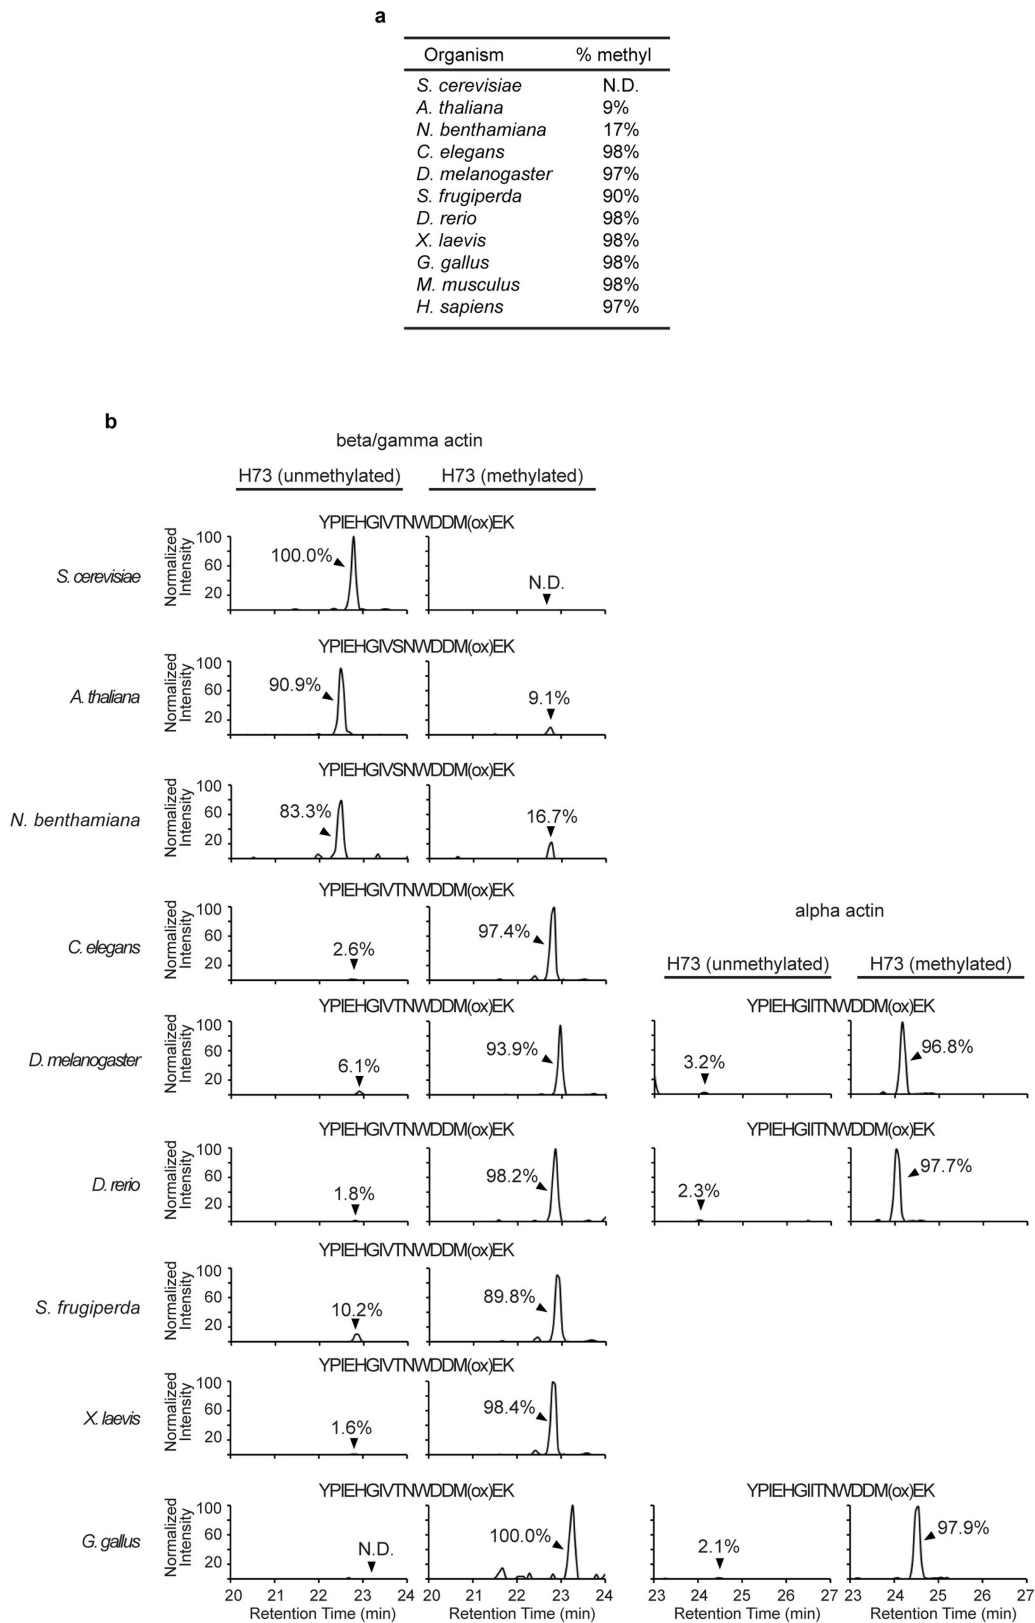 a
Organism % methyl
S. cerevisiae N.D.
A. thaliana 9%
N. benthamiana 17%
C. elegans 98%
D. melanogaster 97%
S. frugiperda 90%
D. rerio 98%
X. laevis 98%
G. gallus 98%
M. musculus 98%
H. sapiens 97%
b
beta/gamma actin
H73 (unmethylated) H73 (methylated)
YPIEHGIVTNWDDM(ox)EK
S. cerevisiae
Normalized Intensity
100
60
20
100.0%
N.D.
YPIEHGIVSNWDDM(ox)EK
A. thaliana
Normalized Intensity
100
60
20
90.9%
9.1%
YPIEHGIVSNWDDM(ox)EK
N. benthamiana
Normalized Intensity
100
60
20
83.3%
16.7%
YPIEHGIVTNWDDM(ox)EK
C. elegans
Normalized Intensity
100
60
20
2.6%
97.4%
alpha actin
H73 (unmethylated) H73 (methylated)
YPIEHGIVTNWDDM(ox)EK YPIEHGIITNWDDM(ox)EK
D. melanogaster
Normalized Intensity
100
60
20
6.1%
93.9%
3.2%
96.8%
YPIEHGIVTNWDDM(ox)EK YPIEHGIITNWDDM(ox)EK
D. rerio
Normalized Intensity
100
60
20
1.8%
98.2%
2.3%
97.7%
YPIEHGIVTNWDDM(ox)EK
S. frugiperda
Normalized Intensity
100
60
20
10.2%
89.8%
YPIEHGIVTNWDDM(ox)EK
X. laevis
Normalized Intensity
100
60
20
1.6%
98.4%
YPIEHGIVTNWDDM(ox)EK YPIEHGIITNWDDM(ox)EK
G. gallus
Normalized Intensity
100
60
20
N.D.
100.0%
2.1%
97.9%
20 21 22 23 24 20 21 22 23 24 23 25 26 27 23 24 25 26 27
Retention Time (min) Retention Time (min) Retention Time (min) Retention Time (min)